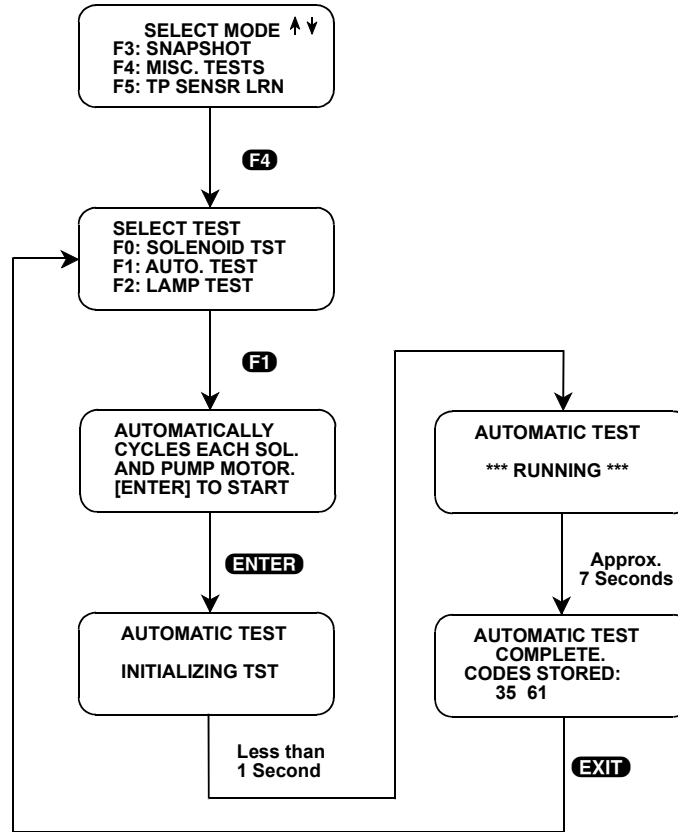 SELECT MODE
F3: SNAPSHOT
F4: MISC. TESTS
F5: TP SENSR LRN
F4
SELECT TEST
F0: SOLENOID TST
F1: AUTO. TEST
F2: LAMP TEST
F1
AUTOMATICALLY
CYCLES EACH SOL.
AND PUMP MOTOR.
[ENTER] TO START
ENTER
AUTOMATIC TEST
INITIALIZING TST
Less than
1 Second
AUTOMATIC TEST
*** RUNNING ***
Approx.
7 Seconds
AUTOMATIC TEST
COMPLETE.
CODES STORED:
35 61
EXIT